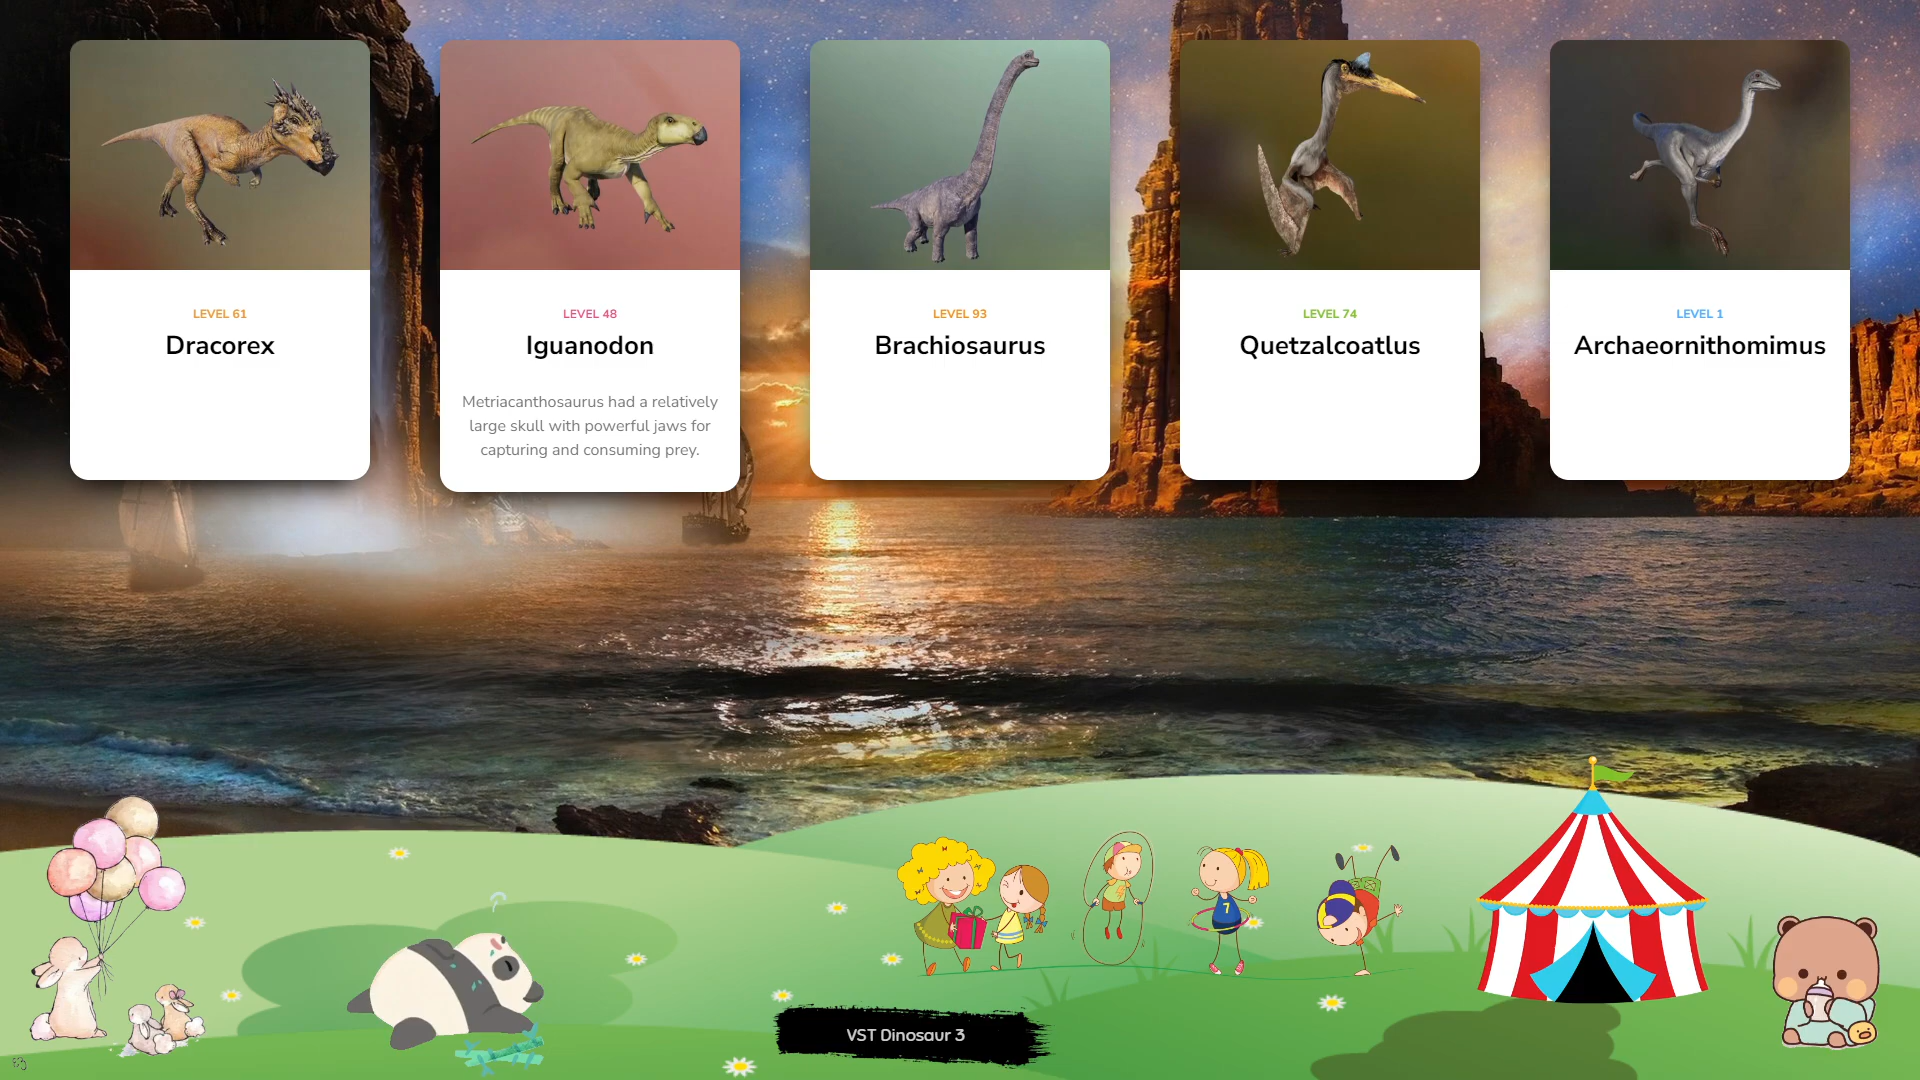 LEVEL 61
Dracorex
LEVEL 48
Iguanodon
Metriacanthosaurus had a relatively
large skull with powerful jaws for
capturing and consuming prey.
LEVEL 93
Brachiosaurus
LEVEL 74
Quetzalcoatlus
LEVEL 1
Archaeornithomimus
7
VST Dinosaur 3